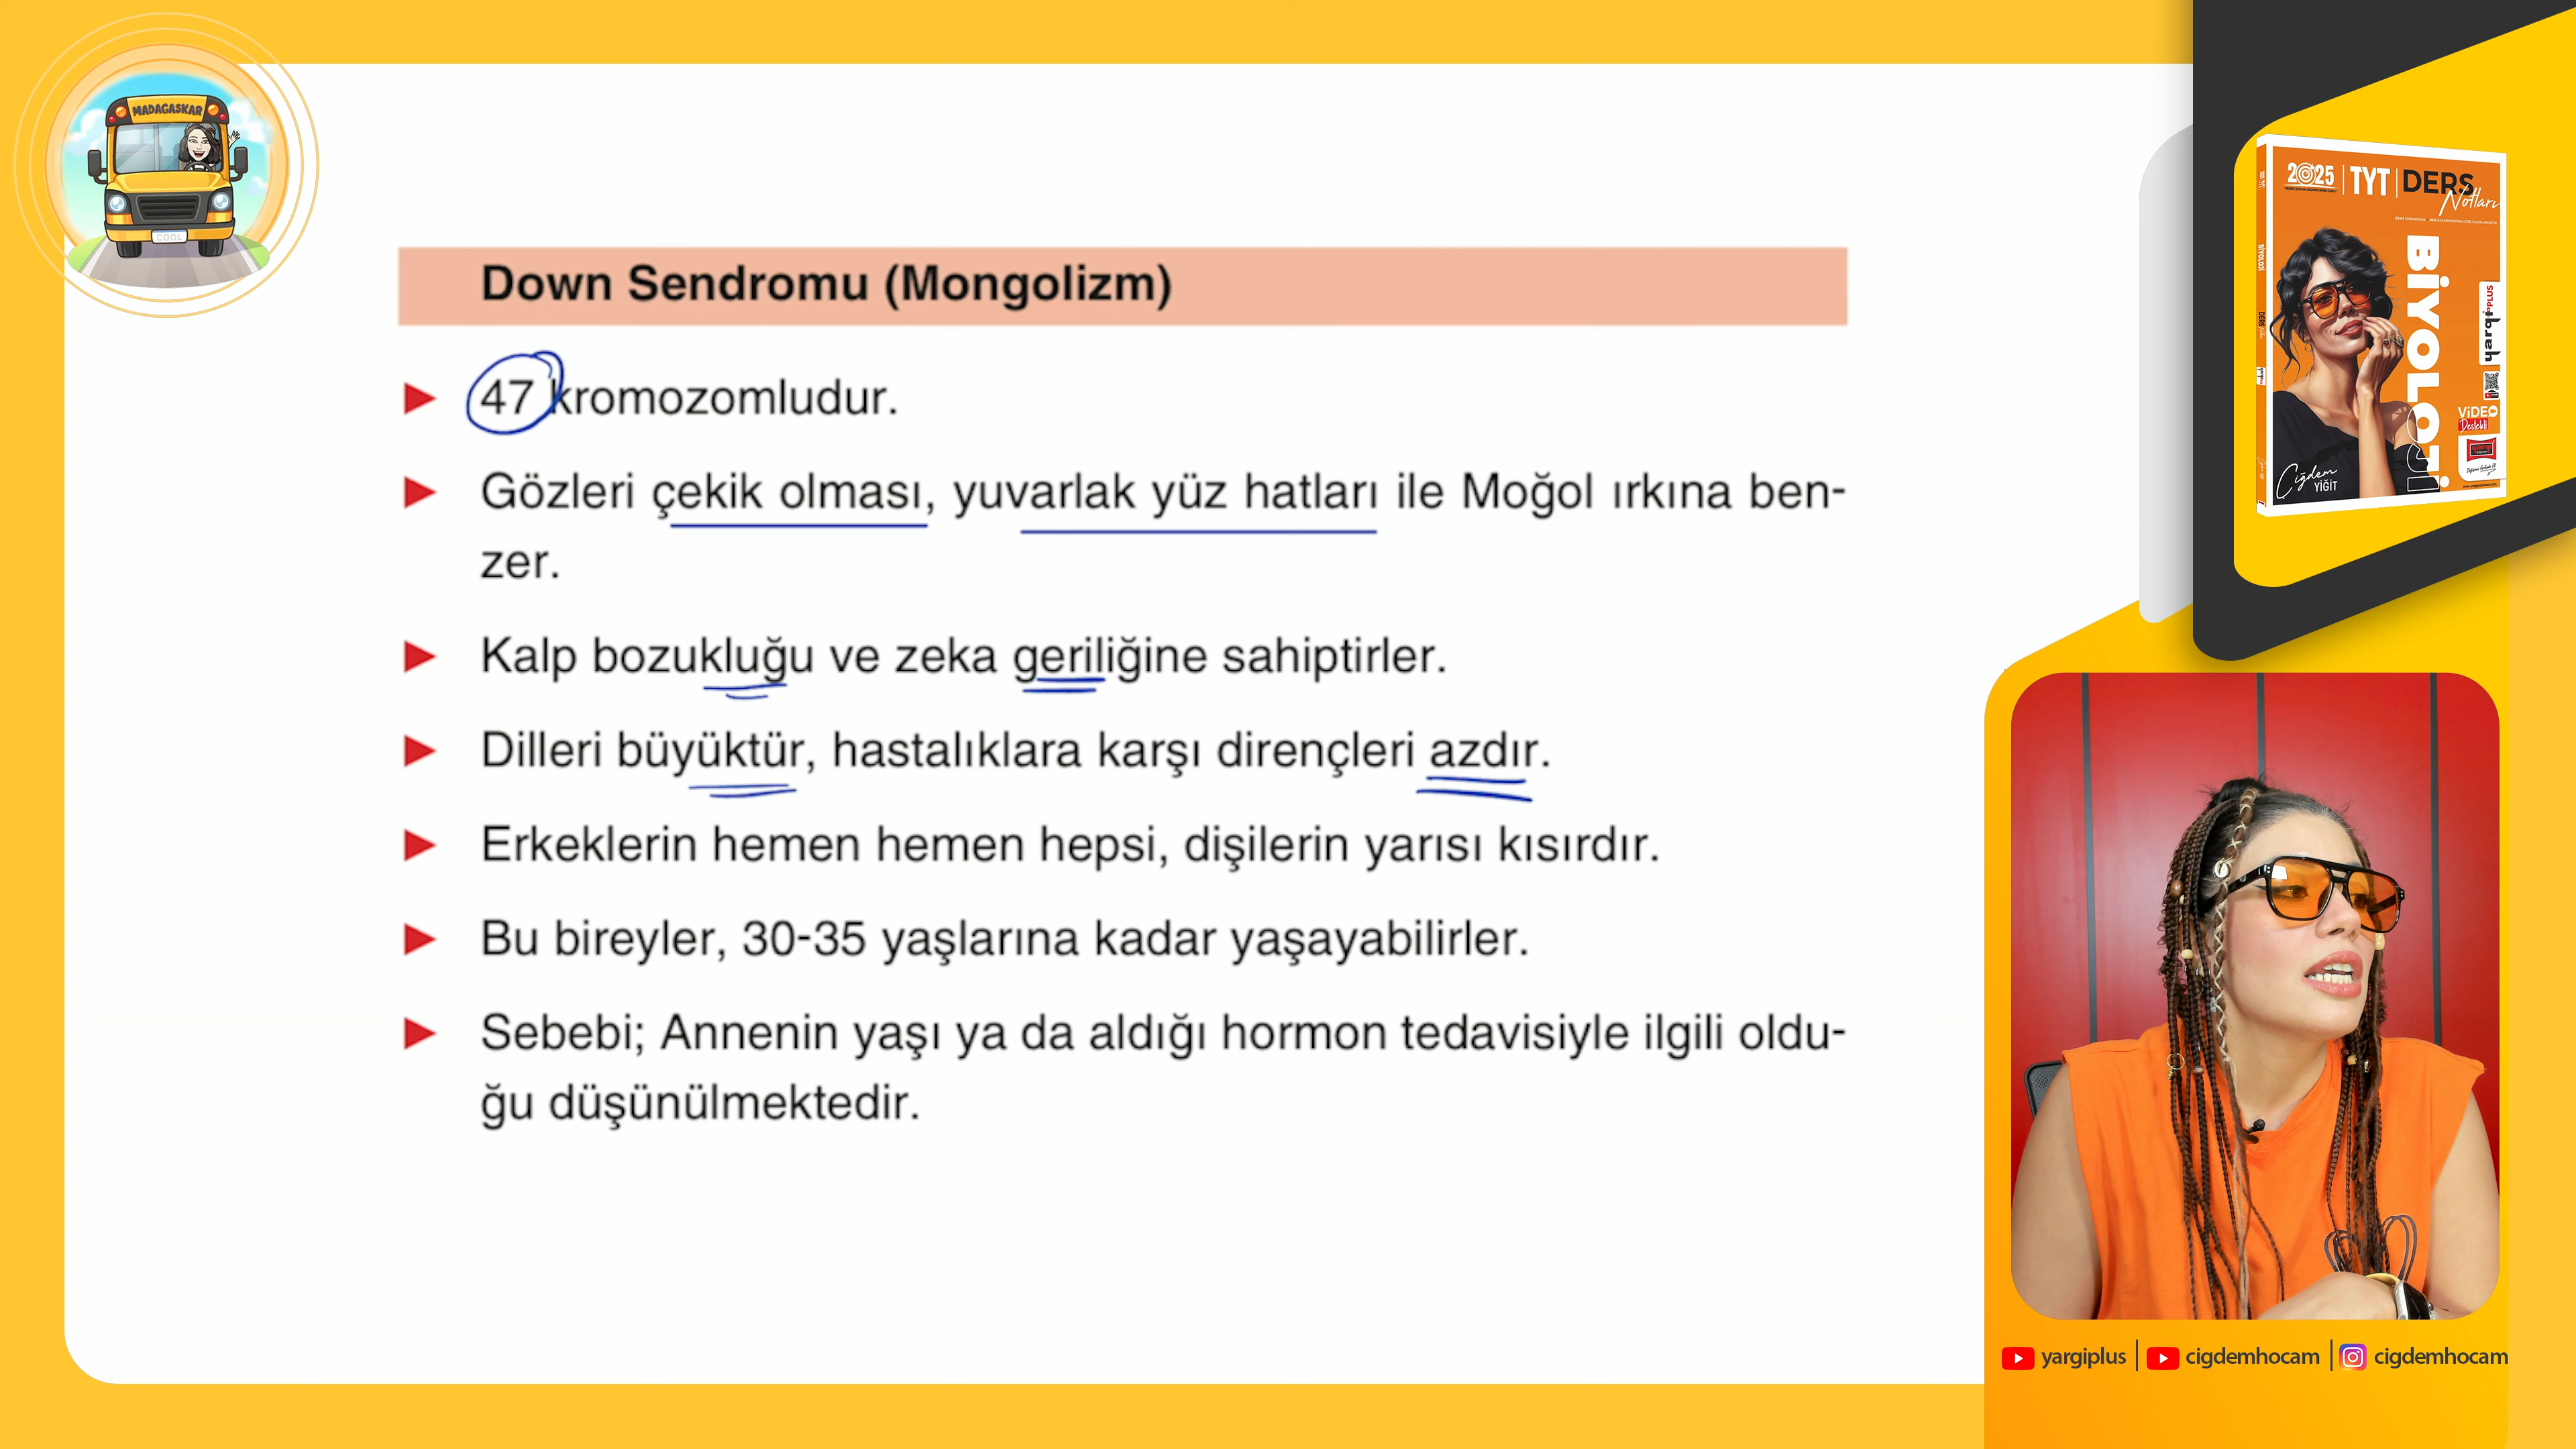 MADAGASKAR
COOL
Down Sendromu (Mongolizm)
47 kromozomludur.
Gözleri çekik olması, yuvarlak yüz hatları ile Moğol ırkına ben-
zer.
Kalp bozukluğu ve zeka geriliğine sahiptirler.
Dilleri büyüktür, hastalıklara karşı dirençleri azdır.
Erkeklerin hemen hemen hepsi, dişilerin yarısı kısırdır.
Bu bireyler, 30-35 yaşlarına kadar yaşayabilirler.
Sebebi; Annenin yaşı ya da aldığı hormon tedavisiyle ilgili oldu-
ğu düşünülmektedir.
2025 TYT DERS
Notları
BİYOLOJİ
yargı PLUS
VİDEO
Destekli
Çiğdem
YİĞİT
yargiplus cigdemhocam cigdemhocam